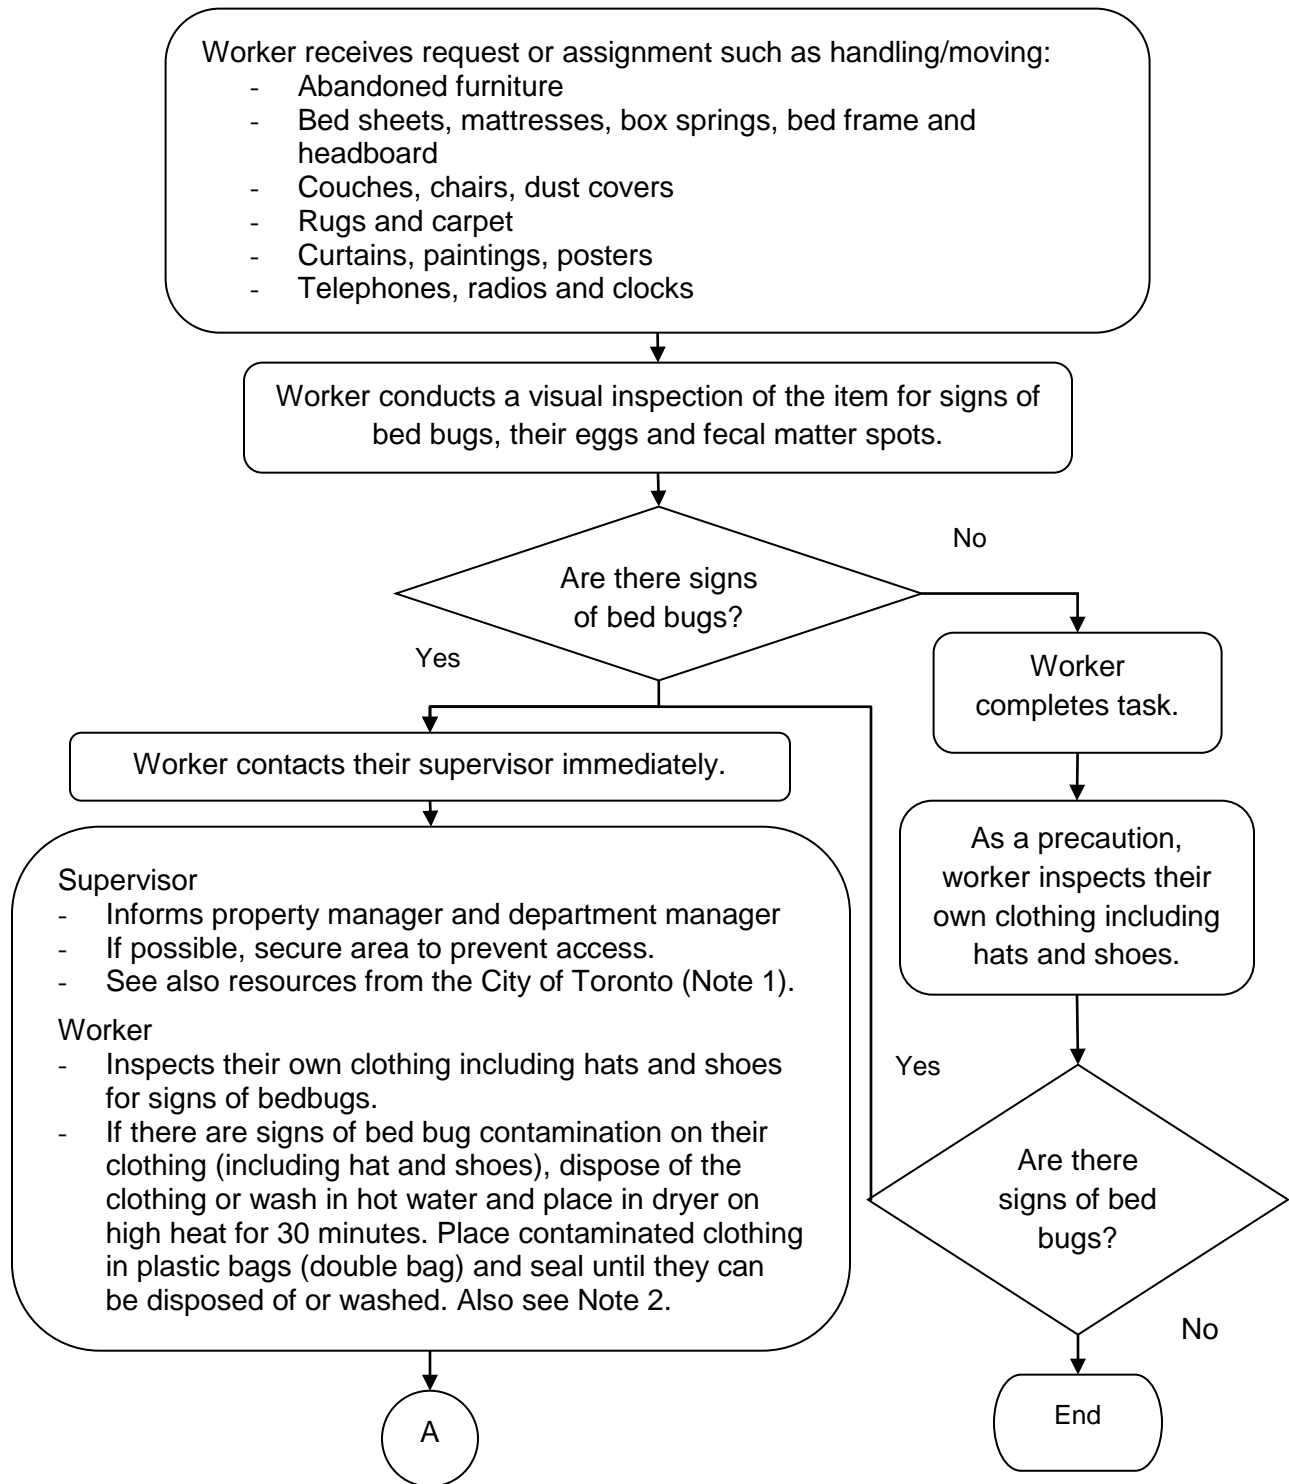 Worker receives request or assignment such as handling/moving:
- Abandoned furniture
- Bed sheets, mattresses, box springs, bed frame and
headboard
- Couches, chairs, dust covers
- Rugs and carpet
- Curtains, paintings, posters
- Telephones, radios and clocks
Worker conducts a visual inspection of the item for signs of
bed bugs, their eggs and fecal matter spots.
No
Are there signs
of bed bugs?
Yes
Worker
completes task.
Worker contacts their supervisor immediately.
As a precaution,
worker inspects their
own clothing including
hats and shoes.
Supervisor
- Informs property manager and department manager
- If possible, secure area to prevent access.
- See also resources from the City of Toronto (Note 1).
Worker
- Inspects their own clothing including hats and shoes
for signs of bedbugs.
- If there are signs of bed bug contamination on their
clothing (including hat and shoes), dispose of the
clothing or wash in hot water and place in dryer on
high heat for 30 minutes. Place contaminated clothing
in plastic bags (double bag) and seal until they can
be disposed of or washed. Also see Note 2.
Yes
Are there
signs of bed
bugs?
No
End
A